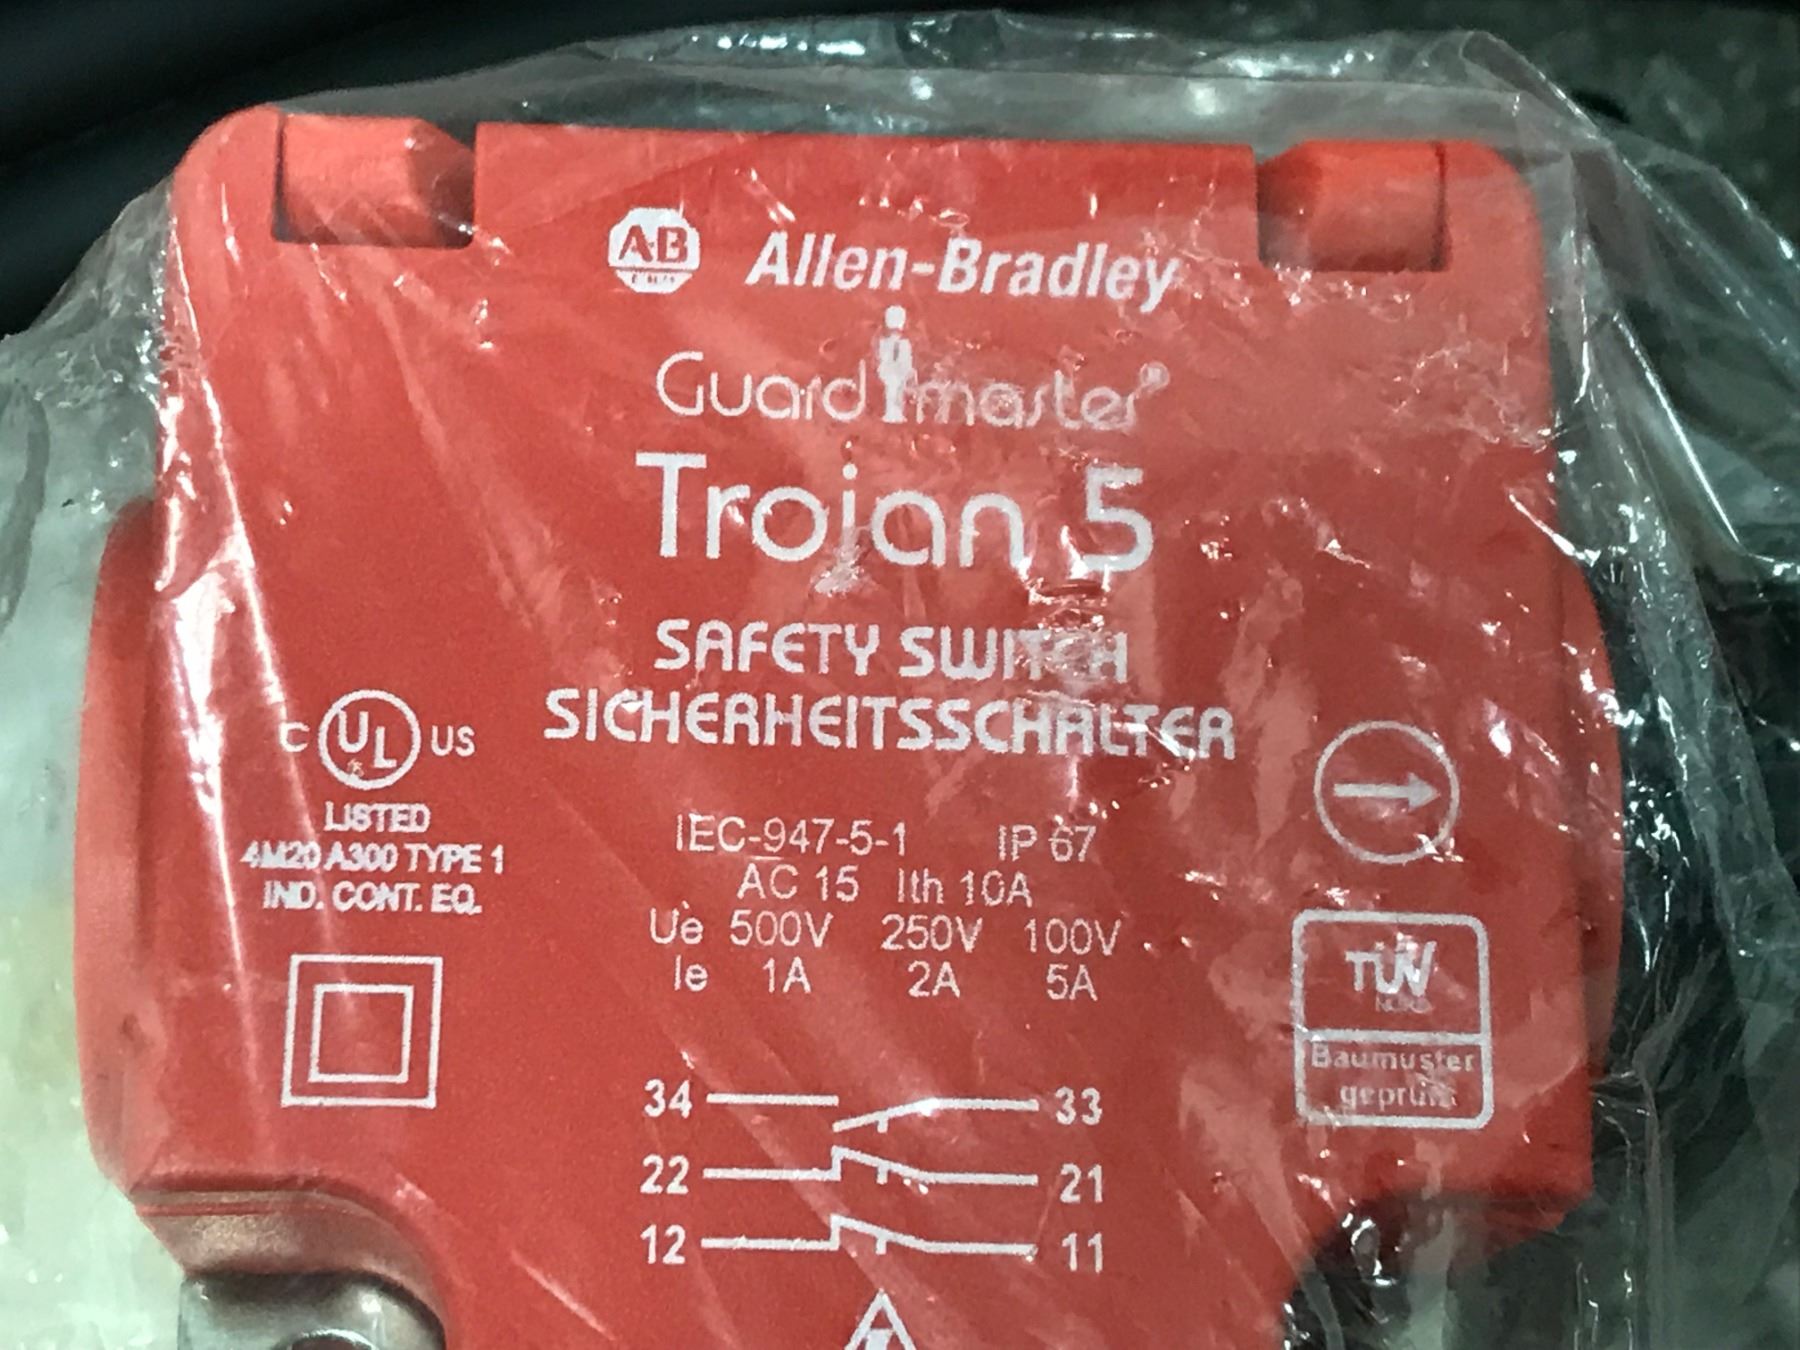 A·B Allen-Bradley
Guardmaster®
Trojan 5
SAFETY SWITCH
SICHERHEITSSCHALTER
C UL US
LISTED
4M20 A300 TYPE 1
IND. CONT. EQ.
IEC-947-5-1 IP 67
AC 15 Ith 10A
Ue 500V 250V 100V
Ie 1A 2A 5A
TÜV
NORD
Baumuster
geprüft
34 33
22 21
12 11